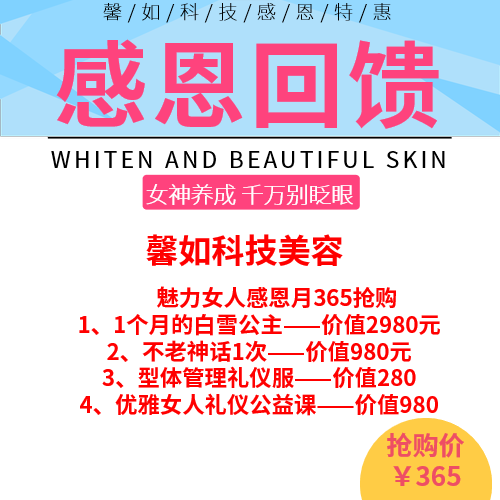 馨/如/科/技/感/恩/特/惠
感恩回馈
WHITEN AND BEAUTIFUL SKIN
女神养成 千万别眨眼
馨如科技美容
魅力女人感恩月365抢购
1、1个月的白雪公主——价值2980元
2、不老神话1次——价值980元
3、型体管理礼仪服——价值280
4、优雅女人礼仪公益课——价值980
抢购价
￥365